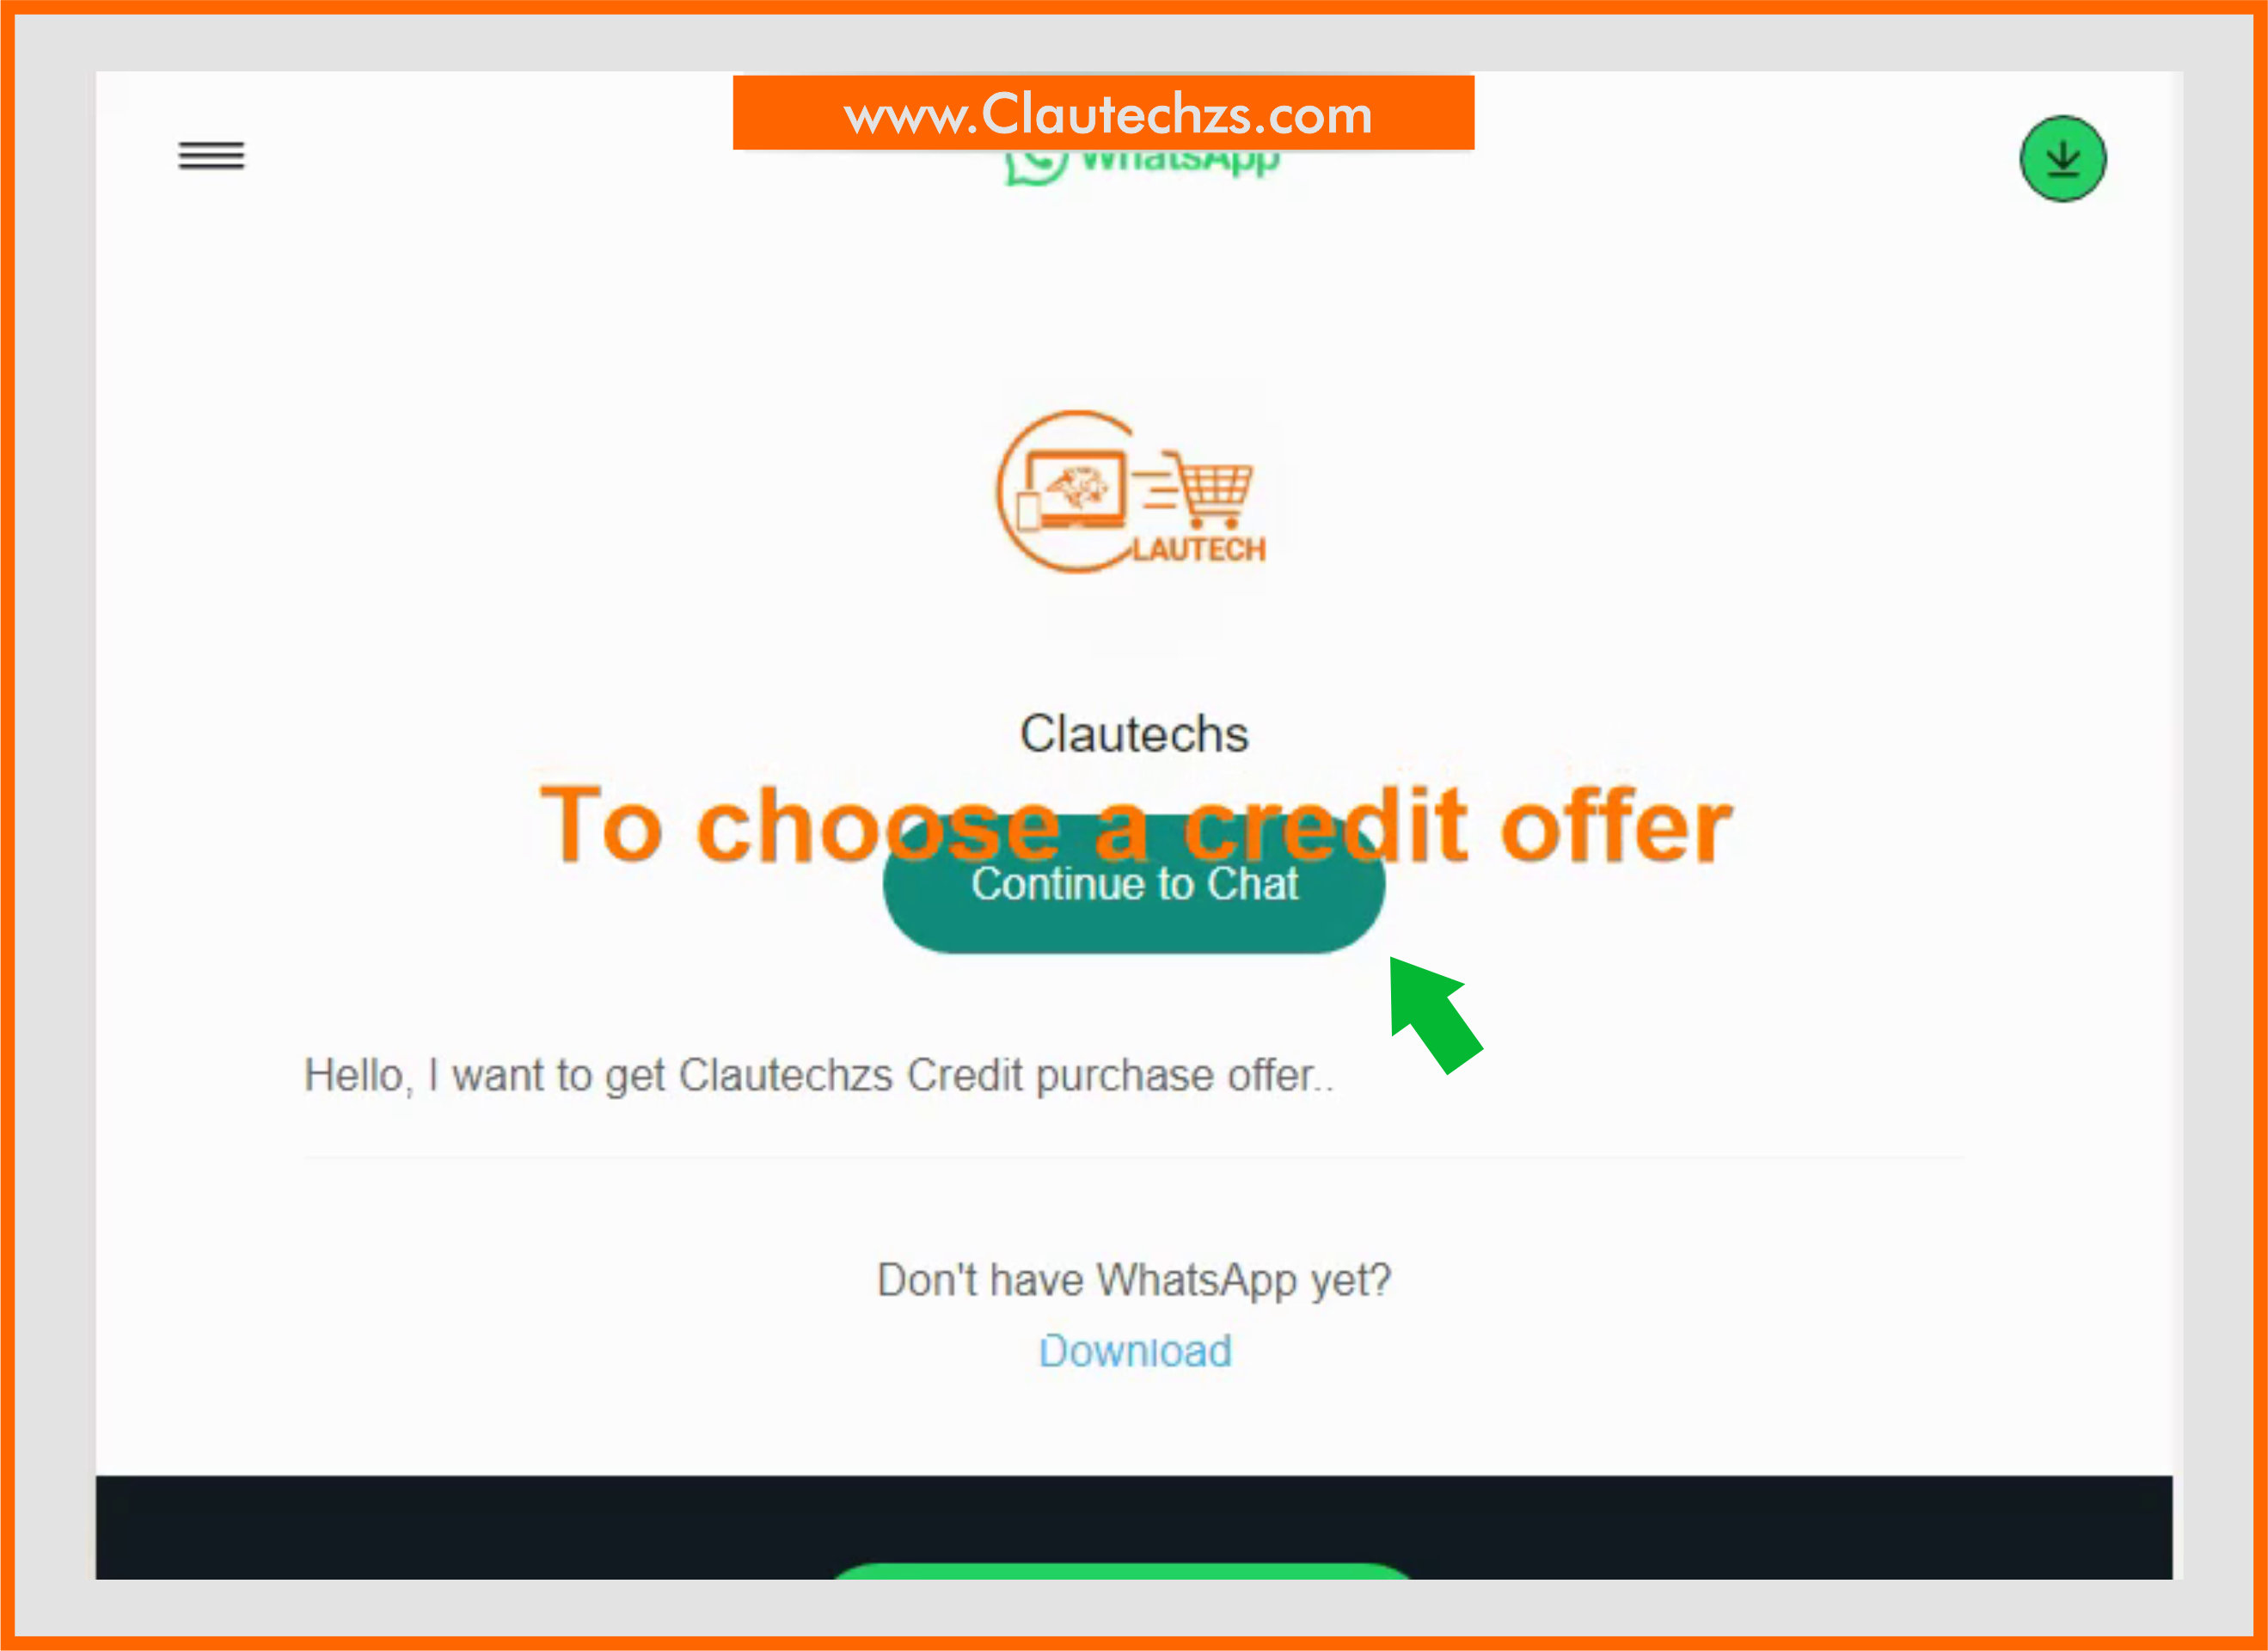 www.Clautechzs.com
WhatsApp
LAUTECH
Clautechs
To choose a credit offer
Continue to Chat
Hello, I want to get Clautechzs Credit purchase offer..
Don't have WhatsApp yet?
Download